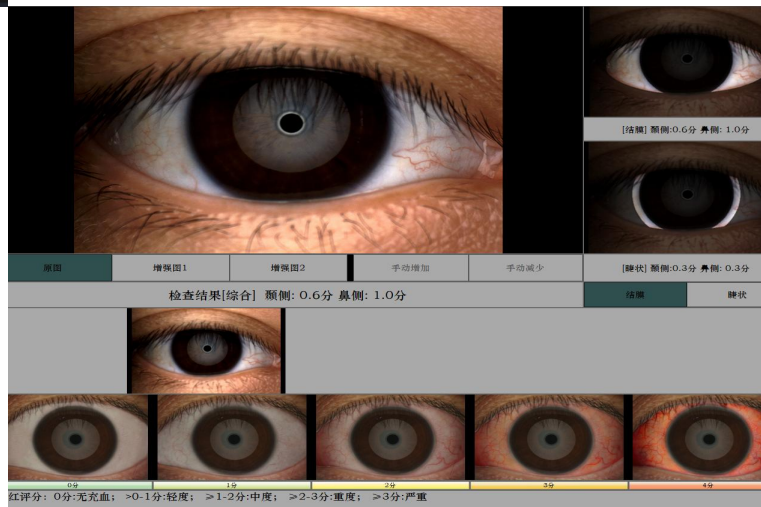 [结膜] 颞侧:0.6分 鼻侧: 1.0分
原图 增强图1 增强图2 手动增加 手动减少
[睫状] 颞侧:0.3分 鼻侧: 0.3分
检查结果[综合] 颞侧: 0.6分 鼻侧: 1.0分
结膜 睫状
0分 1分 2分 3分 4分
红评分: 0分:无充血; >0-1分:轻度; ≥1-2分:中度; ≥2-3分:重度; ≥3分:严重